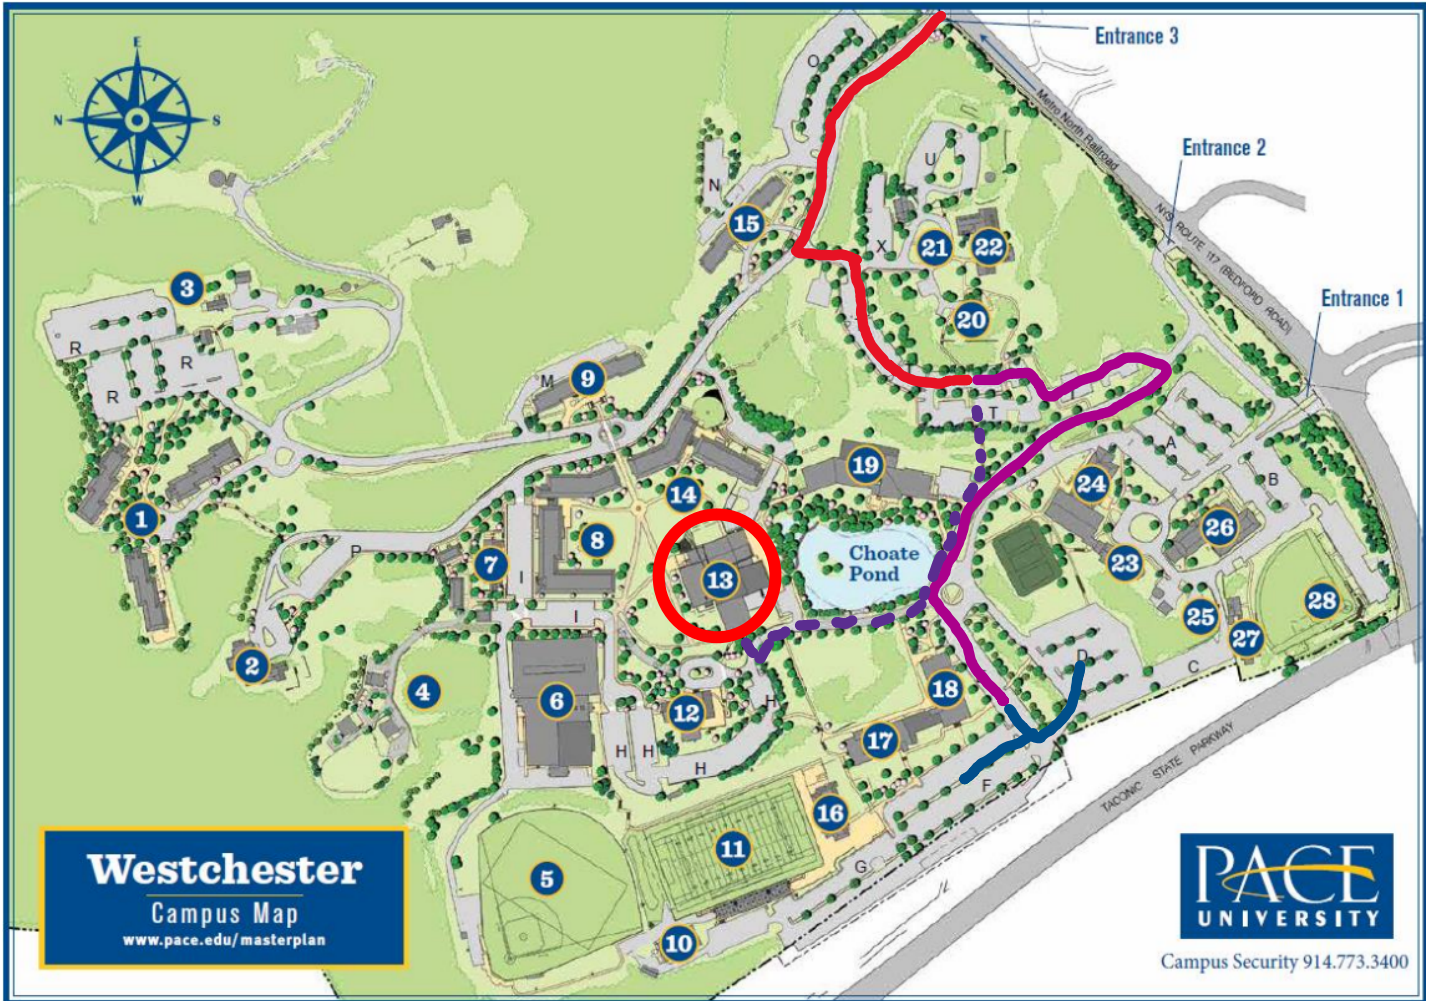 E
N
S
W
Entrance 3
Metro North Railroad
Entrance 2
NYS ROUTE 117 (BEDFORD ROAD)
Entrance 1
O
N
U
X
15
21
22
20
3
R
R
R
M
9
T
T
A
B
19
24
14
1
P
7
8
I
I
13
Choate
Pond
26
23
25
28
27
2
4
6
12
H
H
H
H
18
17
D
C
F
TACONIC STATE PARKWAY
16
11
5
G
10
Westchester
Campus Map
www.pace.edu/masterplan
PACE
UNIVERSITY
Campus Security 914.773.3400